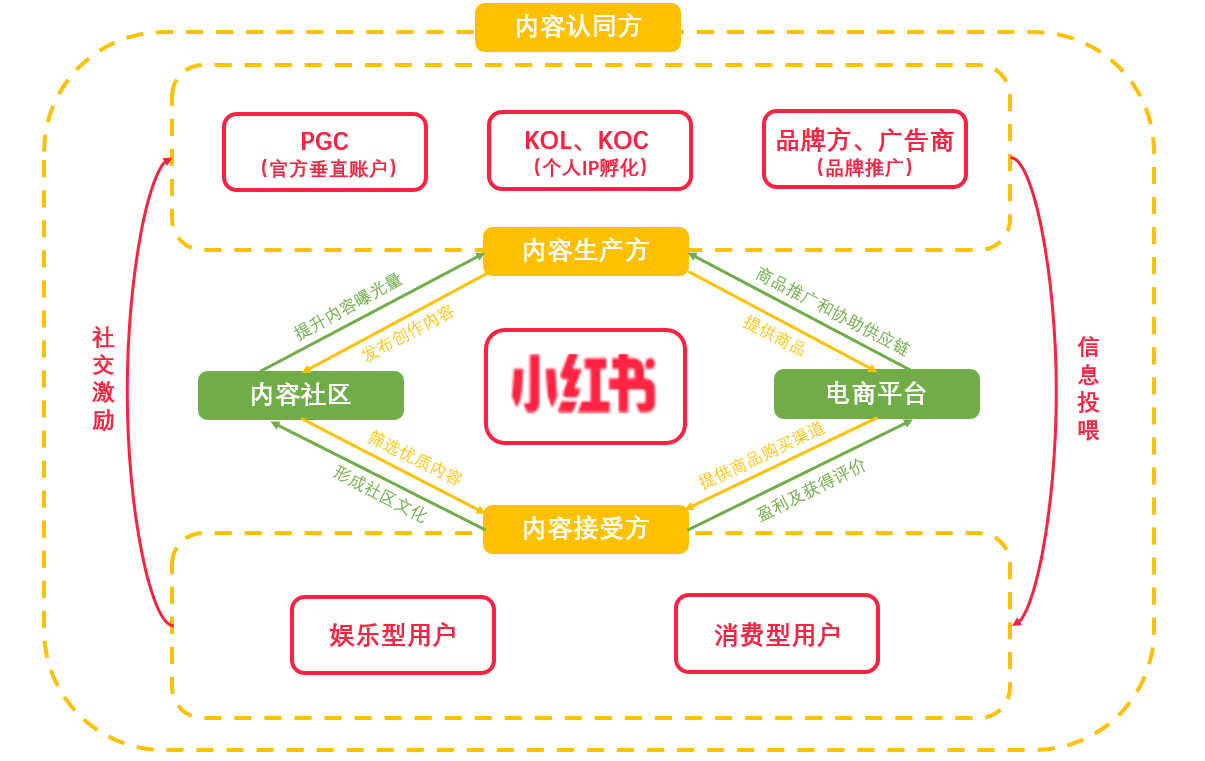 内容认同方
PGC
（官方垂直账户）
KOL、KOC
（个人IP孵化）
品牌方、广告商
（品牌推广）
内容生产方
提升内容曝光量
发布创作内容
商品推广和协助供应链
提供商品
社交激励
信息投喂
内容社区
小红书
电商平台
筛选优质内容
形成社区文化
提供商品购买渠道
盈利及获得评价
内容接受方
娱乐型用户
消费型用户